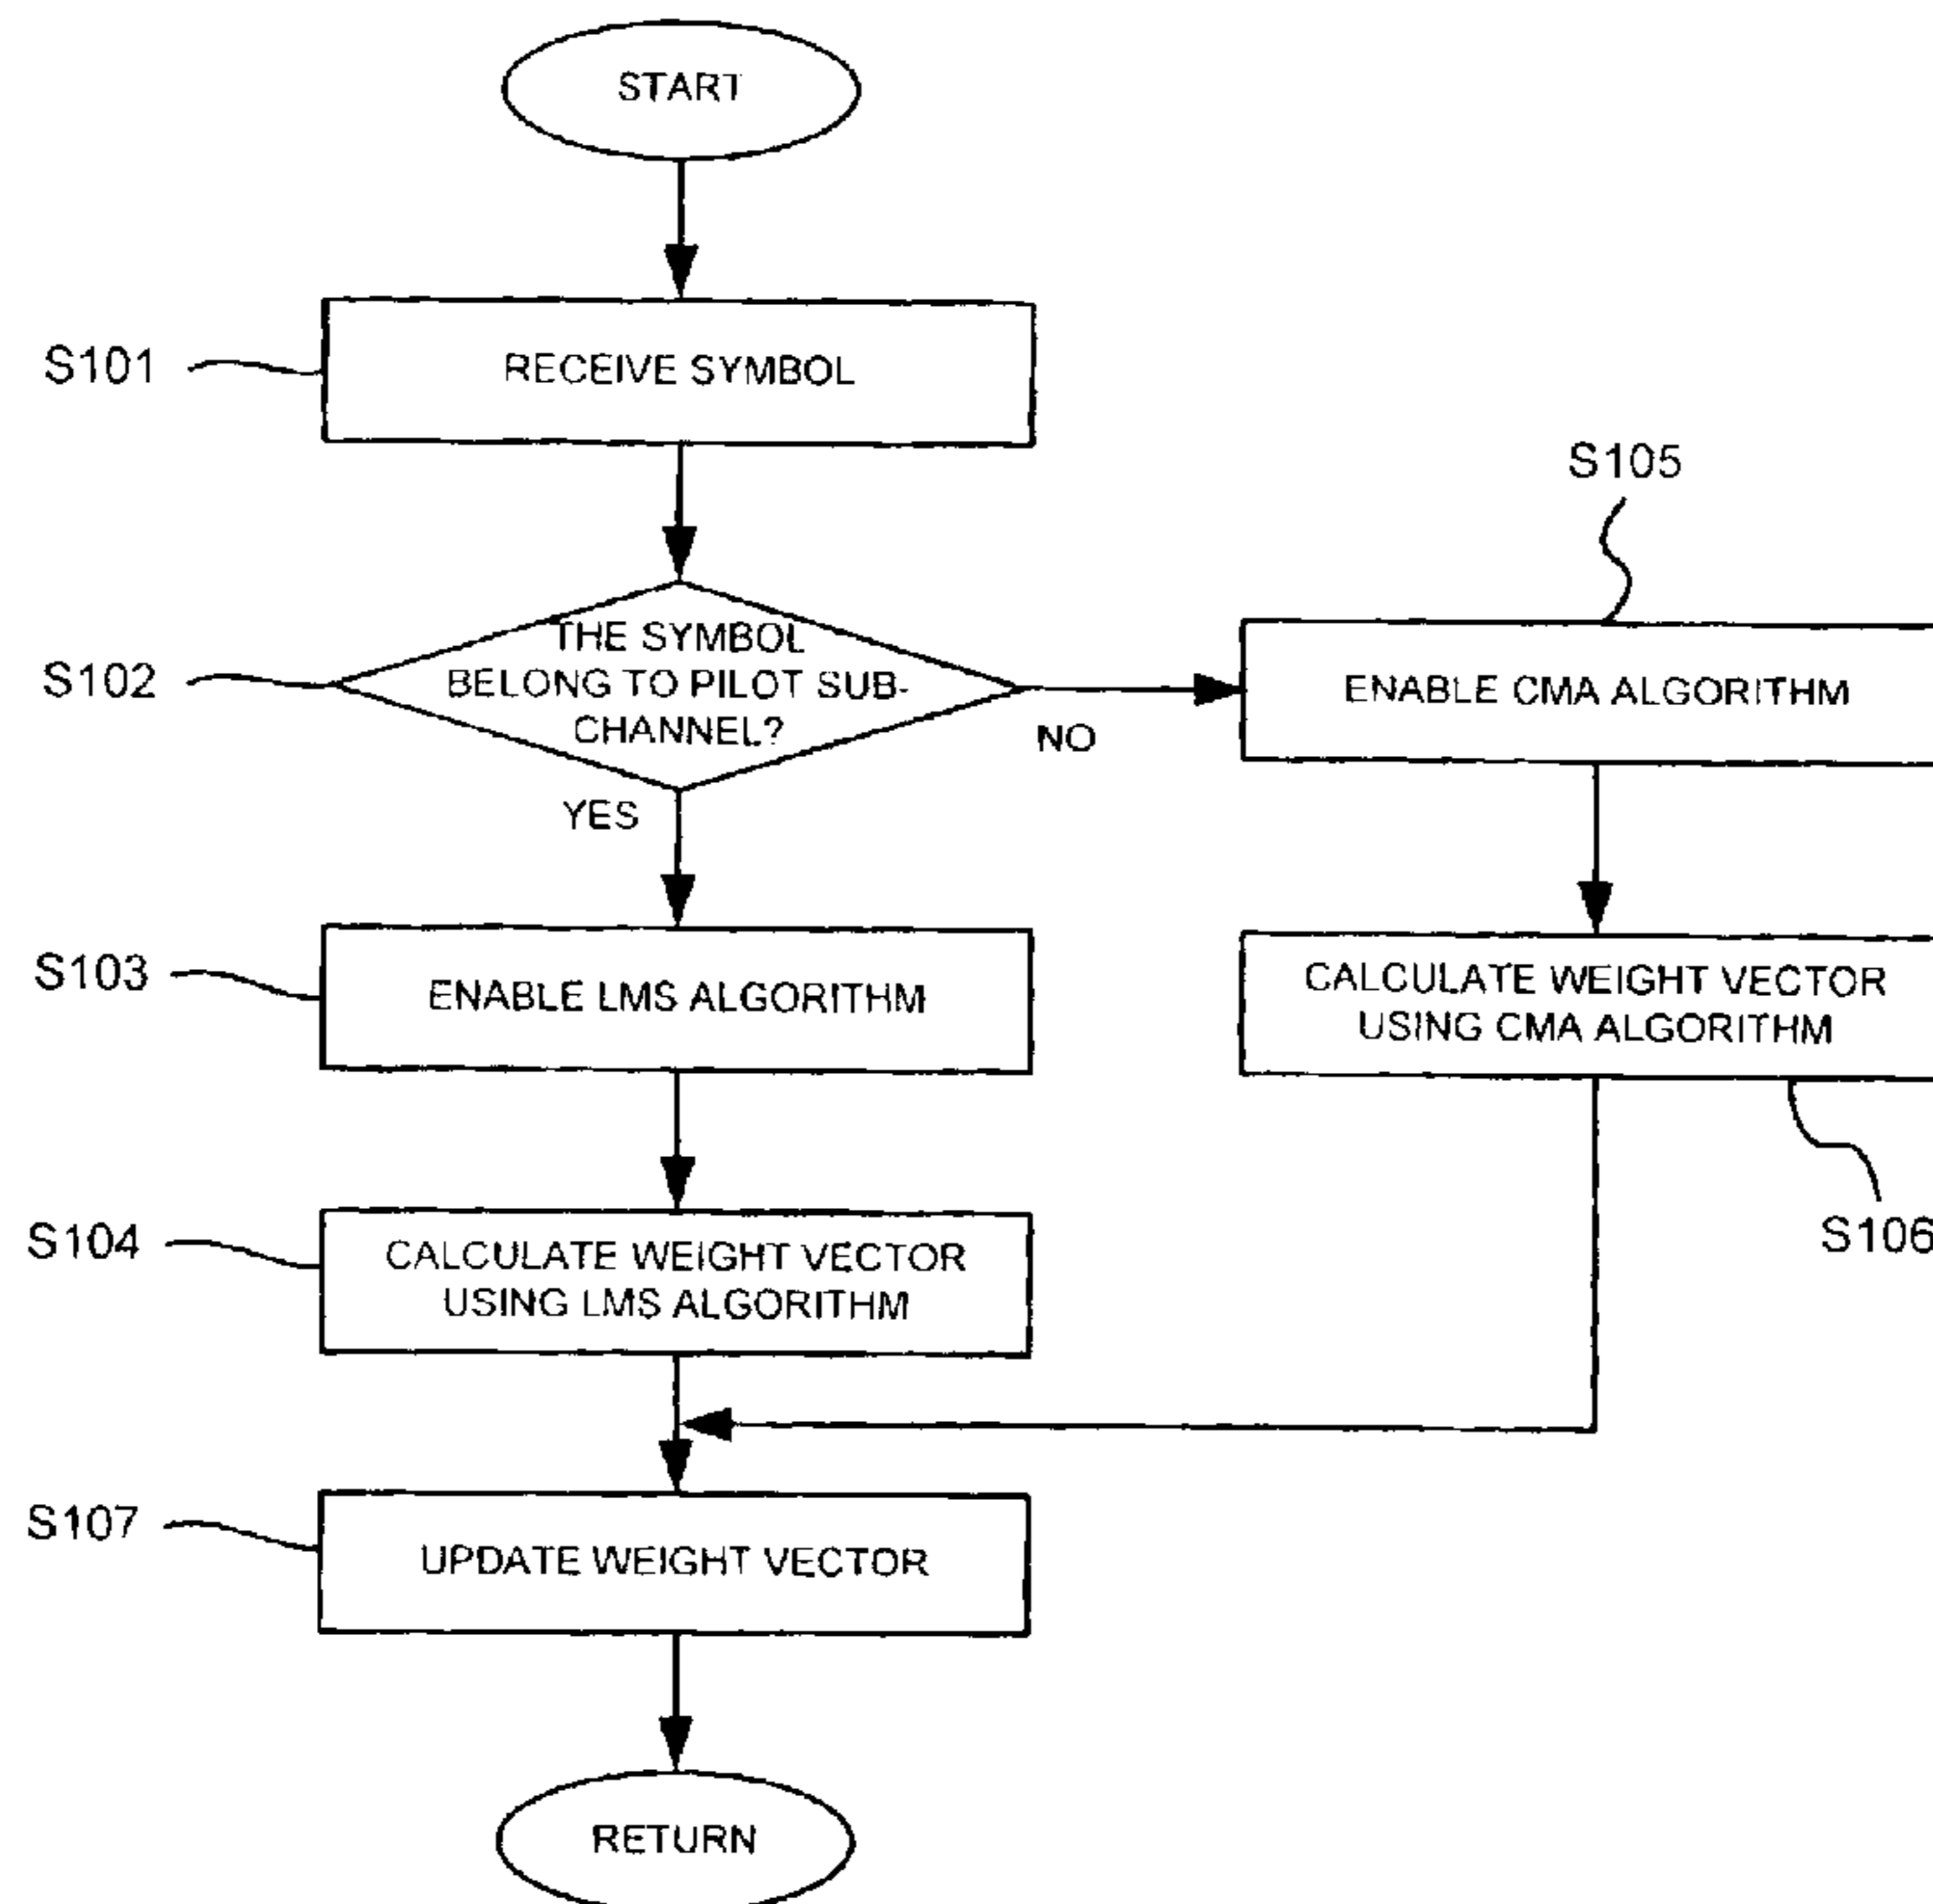 START
S101
RECEIVE SYMBOL
S105
S102
THE SYMBOL
BELONG TO PILOT SUB-
CHANNEL?
NO
YES
ENABLE CMA ALGORITHM
S103
ENABLE LMS ALGORITHM
CALCULATE WEIGHT VECTOR
USING CMA ALGORITHM
S106
S104
CALCULATE WEIGHT VECTOR
USING LMS ALGORITHM
S107
UPDATE WEIGHT VECTOR
RETURN